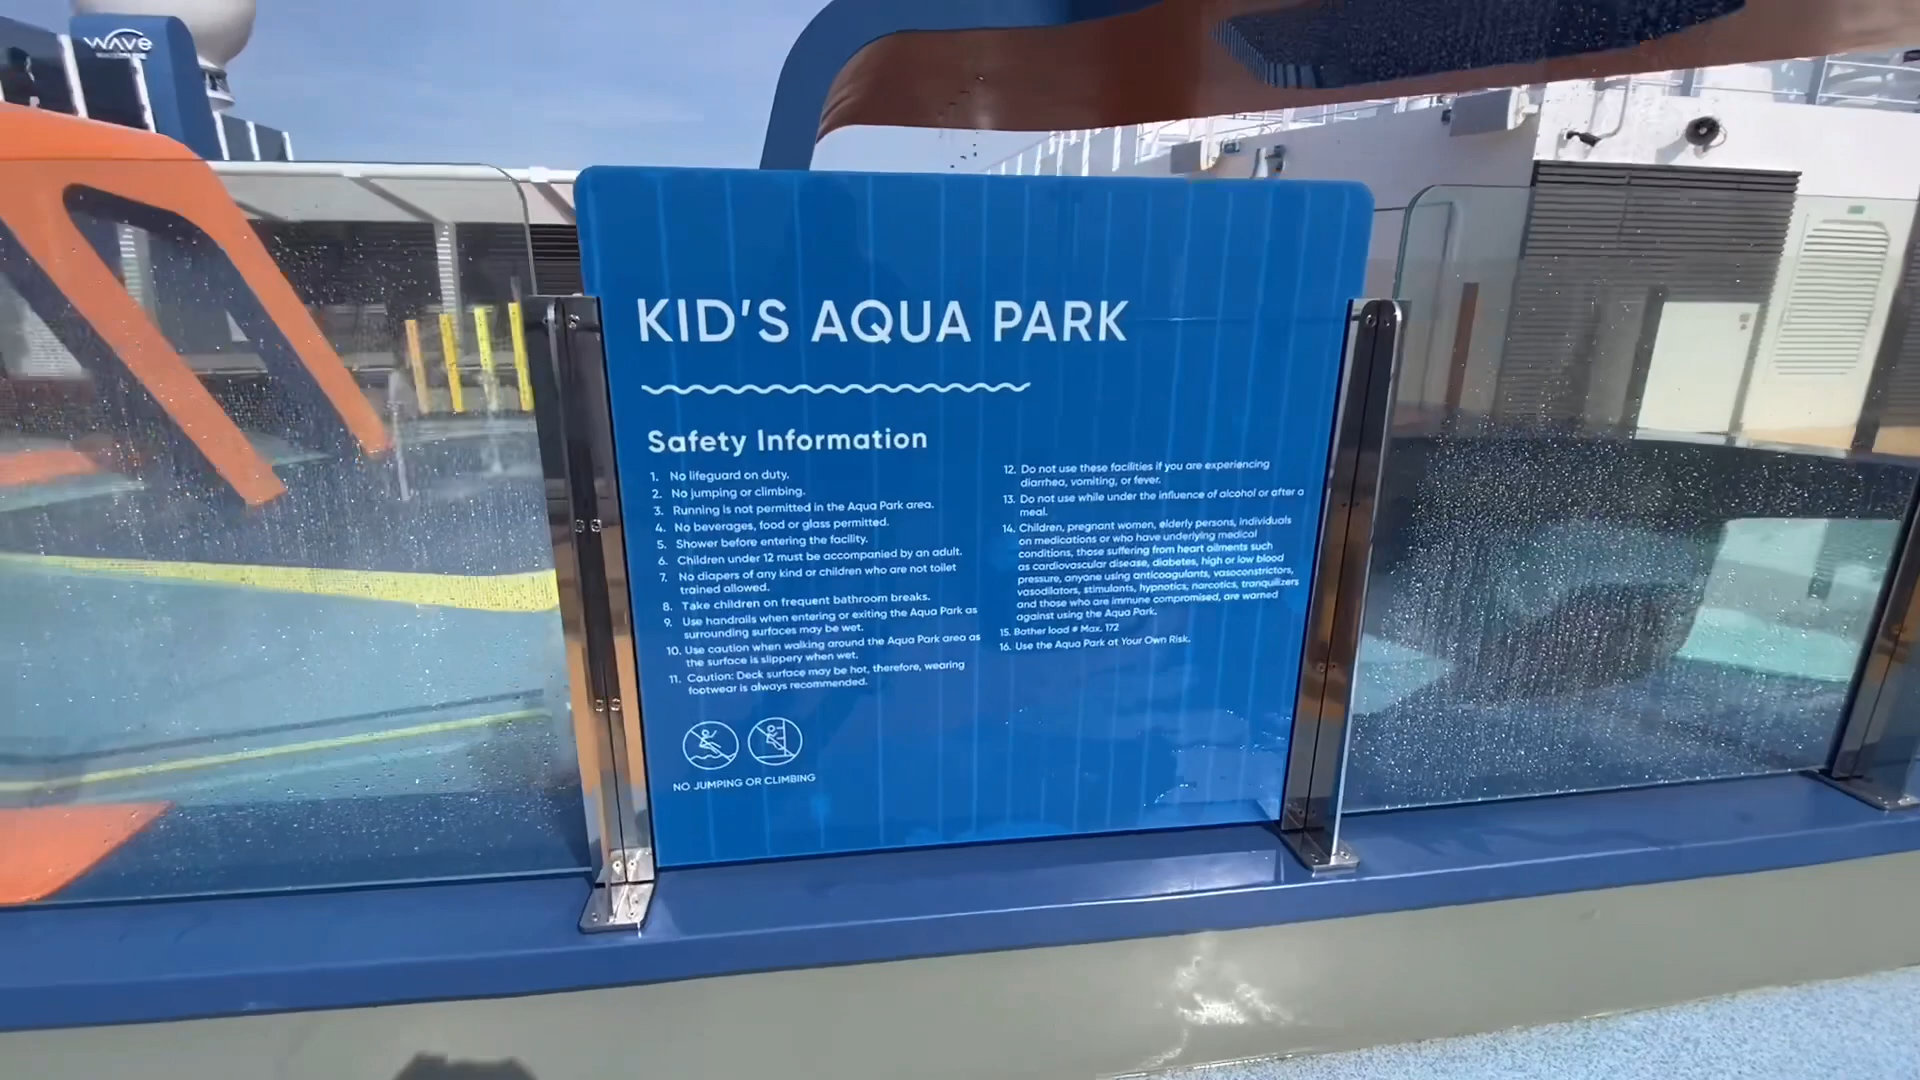 wave
KID'S AQUA PARK
Safety Information
1. No lifeguard on duty.
2. No jumping or climbing.
3. Running is not permitted in the Aqua Park area.
4. No beverages, food or glass permitted.
5. Shower before entering the facility.
6. Children under 12 must be accompanied by an adult.
7. No diapers of any kind or children who are not toilet
trained allowed.
8. Take children on frequent bathroom breaks.
9. Use handrails when entering or exiting the Aqua Park as
surrounding surfaces may be wet.
10. Use caution when walking around the Aqua Park area as
the surface is slippery when wet.
11. Caution: Deck surface may be hot, therefore, wearing
footwear is always recommended.
12. Do not use these facilities if you are experiencing
diarrhea, vomiting, or fever.
13. Do not use while under the influence of alcohol or after a
meal.
14. Children, pregnant women, elderly persons, individuals
on medications or who have underlying medical
conditions, those suffering from heart ailments such
as cardiovascular disease, diabetes, high or low blood
pressure, anyone using anticoagulants, vasoconstrictors,
vasodilators, stimulants, hypnotics, narcotics, tranquilizers
and those who are immune compromised, are warned
against using the Aqua Park.
15. Bather load # Max. 172
16. Use the Aqua Park at Your Own Risk.
NO JUMPING OR CLIMBING